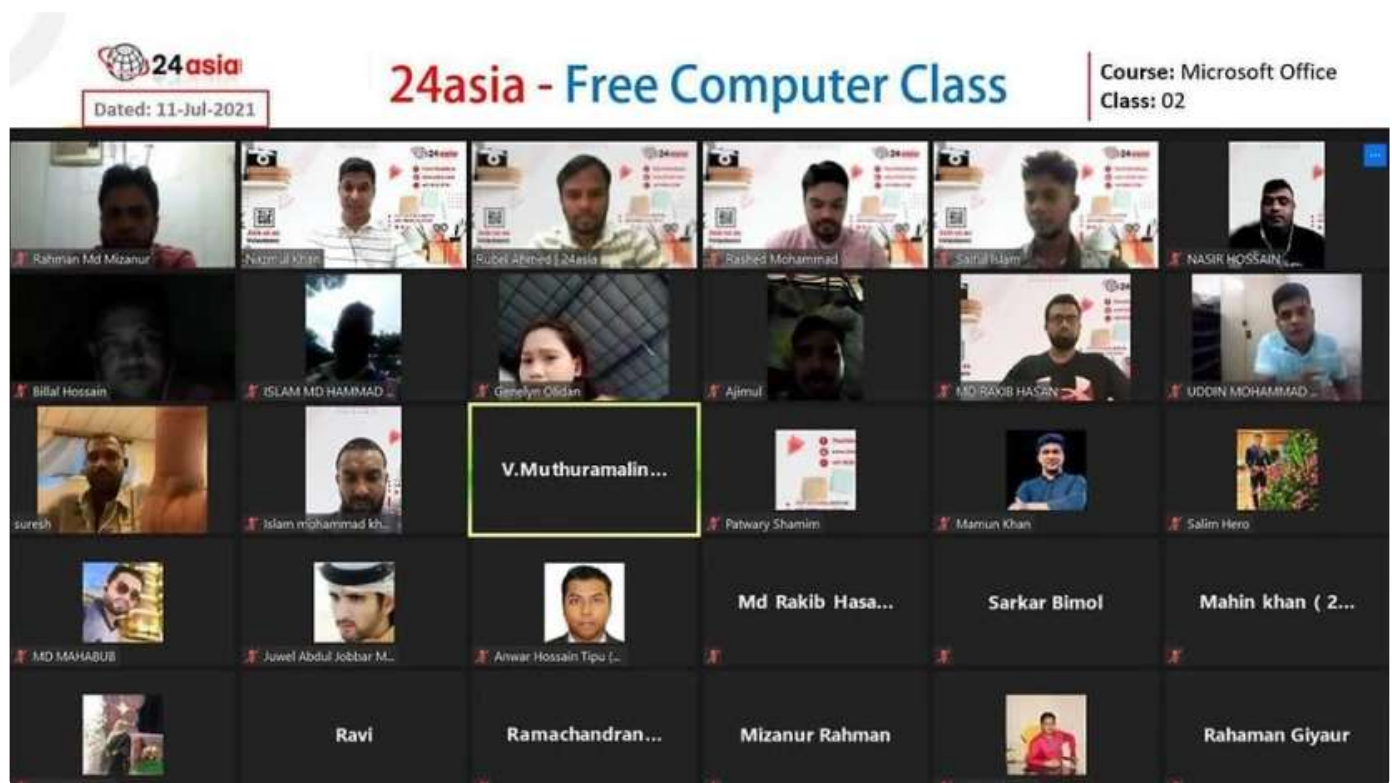 24asia
Dated: 11-Jul-2021
24asia - Free Computer Class
Course: Microsoft Office
Class: 02
Rahman Md Mizanur
Nazmul Khan
Rubel Ahmed | 24asia
Rashed Mohammad
Saiful Islam
NASIR HOSSAIN
Billal Hossain
ISLAM MD HAMMAD...
Genelyn Olidan
Ajimul
MD RAKIB HASAN
UDDIN MOHAMMAD...
suresh
Islam mohammad kh...
V.Muthuramalin...
Patwary Shamim
Mamun Khan
Salim Hero
MD MAHABUB
Juwel Abdul Jobbar M...
Anwar Hossain Tipu (...
Md Rakib Hasa...
Sarkar Bimol
Mahin khan ( 2...
Ravi
Ramachandran...
Mizanur Rahman
Rahaman Giyaur